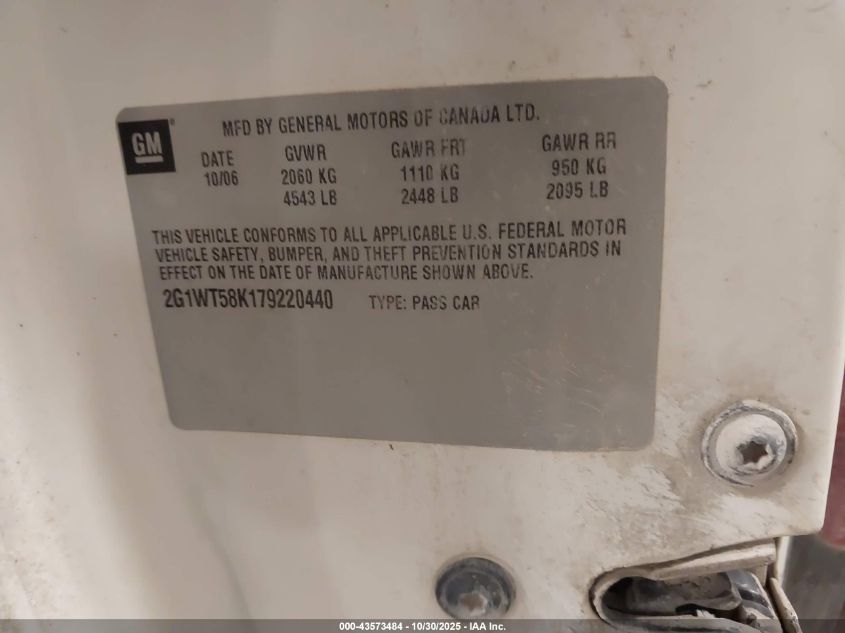 GM
MFD BY GENERAL MOTORS OF CANADA LTD.
DATE GVWR GAWR FRT GAWR RR
10/06 2060 KG 1110 KG 950 KG
4543 LB 2448 LB 2095 LB
THIS VEHICLE CONFORMS TO ALL APPLICABLE U.S. FEDERAL MOTOR
VEHICLE SAFETY, BUMPER, AND THEFT PREVENTION STANDARDS IN
EFFECT ON THE DATE OF MANUFACTURE SHOWN ABOVE.
2G1WT58K179220440 TYPE: PASS CAR
000-43573484 - 10/30/2025 - IAA Inc.